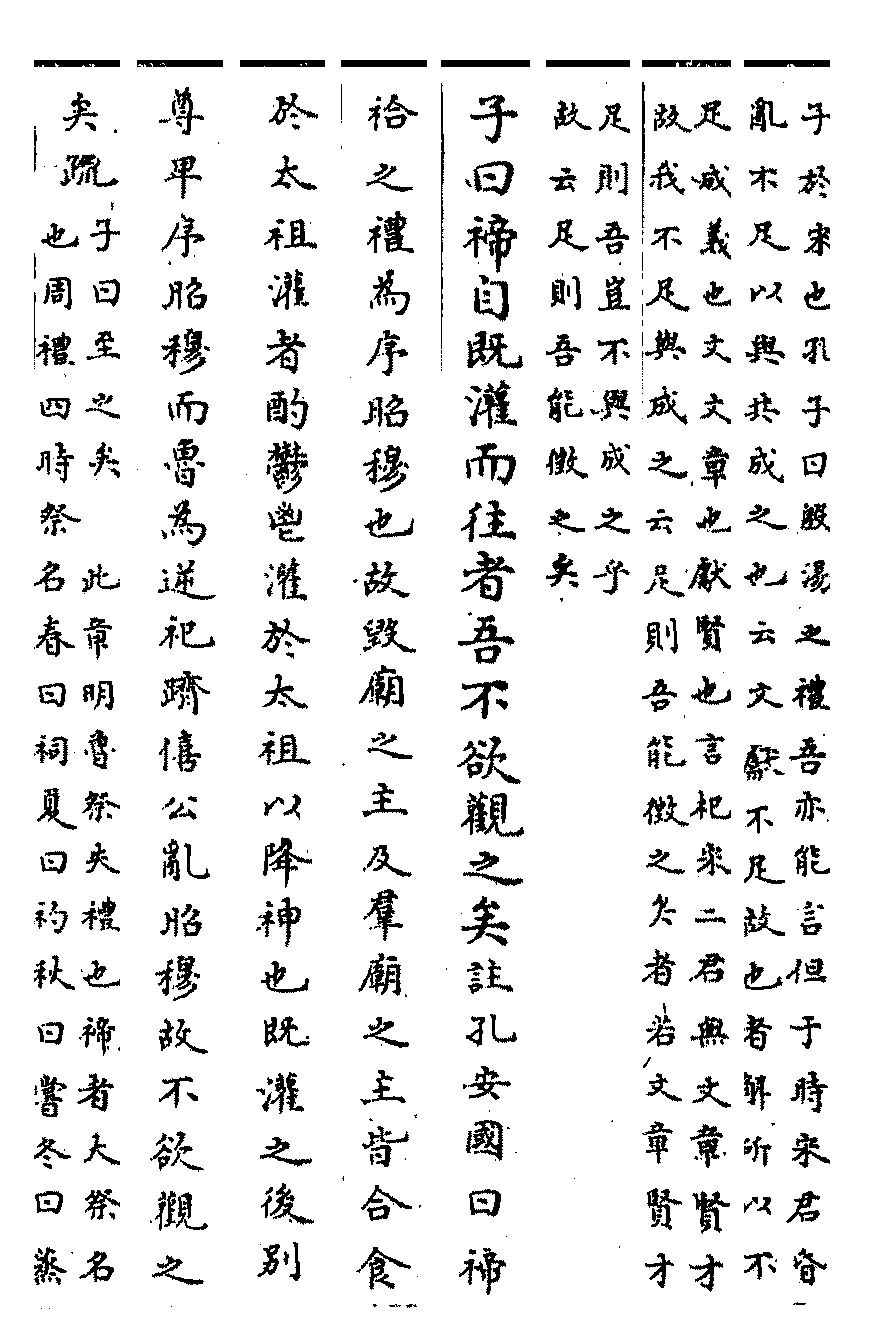 子於宋也孔子曰殷湯之禮吾亦能言但于時宋君昏
亂不足以與共成之也云文獻不足故也者解所以不
足成義也文文章也獻賢也言杞宋二君無文章賢才
故我不足與成之云足則吾能徵之矣者若文章賢才
足則吾豈不與成之乎
故云足則吾能徵之矣
子曰禘自既灌而往者吾不欲觀之矣註孔安國曰禘
祫之禮為序昭穆也故毀廟之主及羣廟之主皆合食
於太祖灌者酌鬱鬯灌於太祖以降神也既灌之後別
尊卑序昭穆而魯為逆祀躋僖公亂昭穆故不欲觀之
矣疏
子曰至之矣 此章明魯祭失禮也禘者大祭名
也周禮四時祭名春曰祠夏曰礿秋曰嘗冬曰蒸